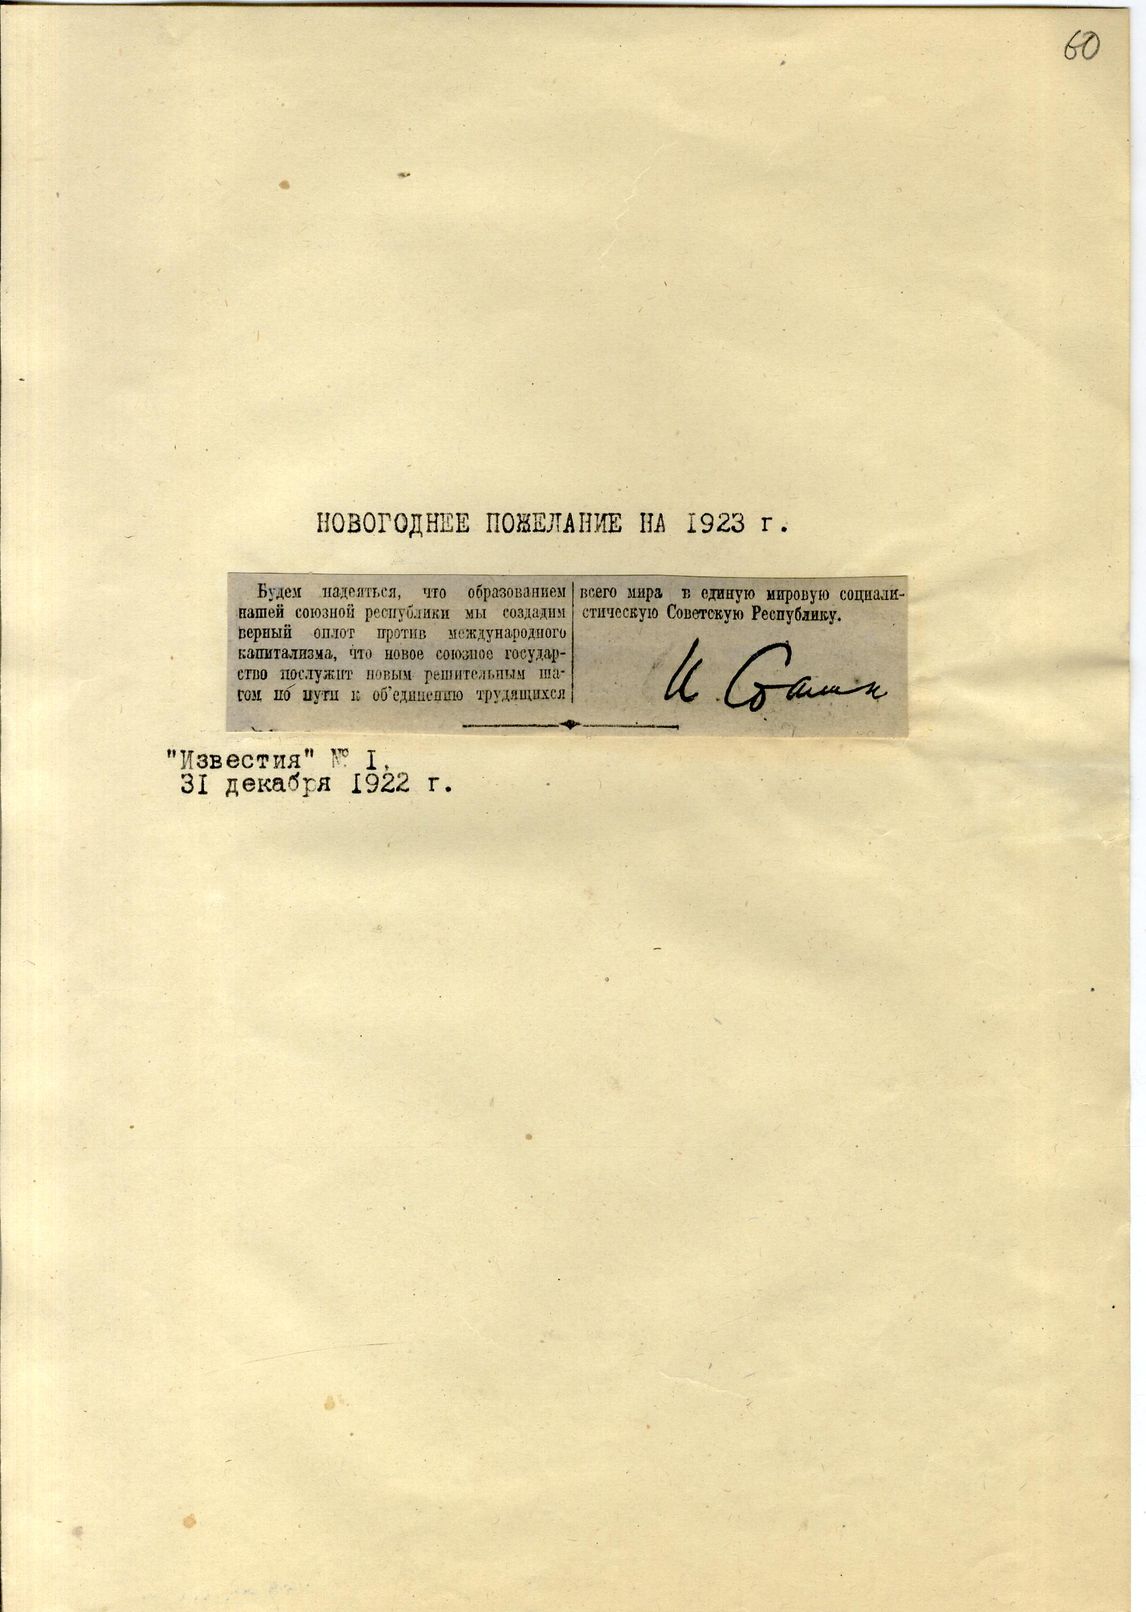 60
НОВОГОДНЕЕ ПОЖЕЛАНИЕ НА 1923 г.
Будем надеяться, что образованием
нашей союзной республики мы создадим
верный оплот против международного
капитализма, что новое союзное государ-
ство послужит новым решительным ша-
гом по пути к об'единению трудящихся
всего мира в единую мировую социали-
стическую Советскую Республику.
И Сталин
"Известия" № I,
3I декабря I922 г.